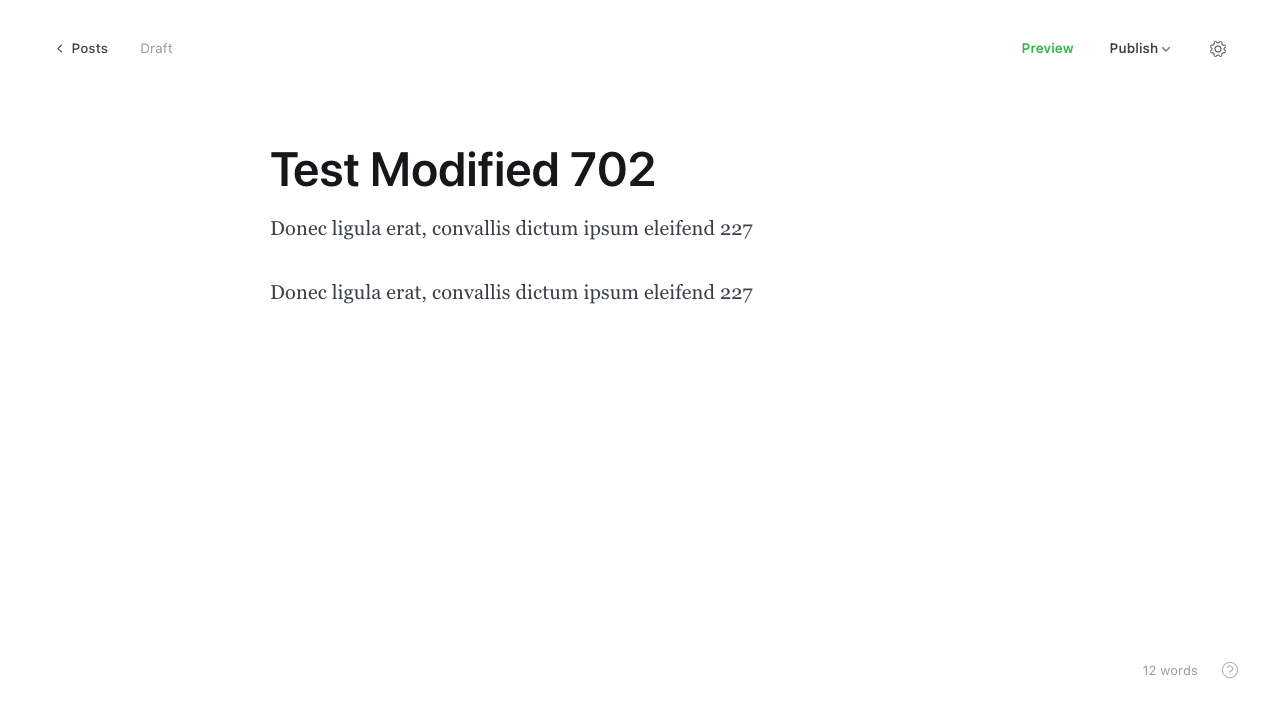 Posts Draft Preview Publish
Test Modified 702
Donec ligula erat, convallis dictum ipsum eleifend 227
Donec ligula erat, convallis dictum ipsum eleifend 227
12 words ?